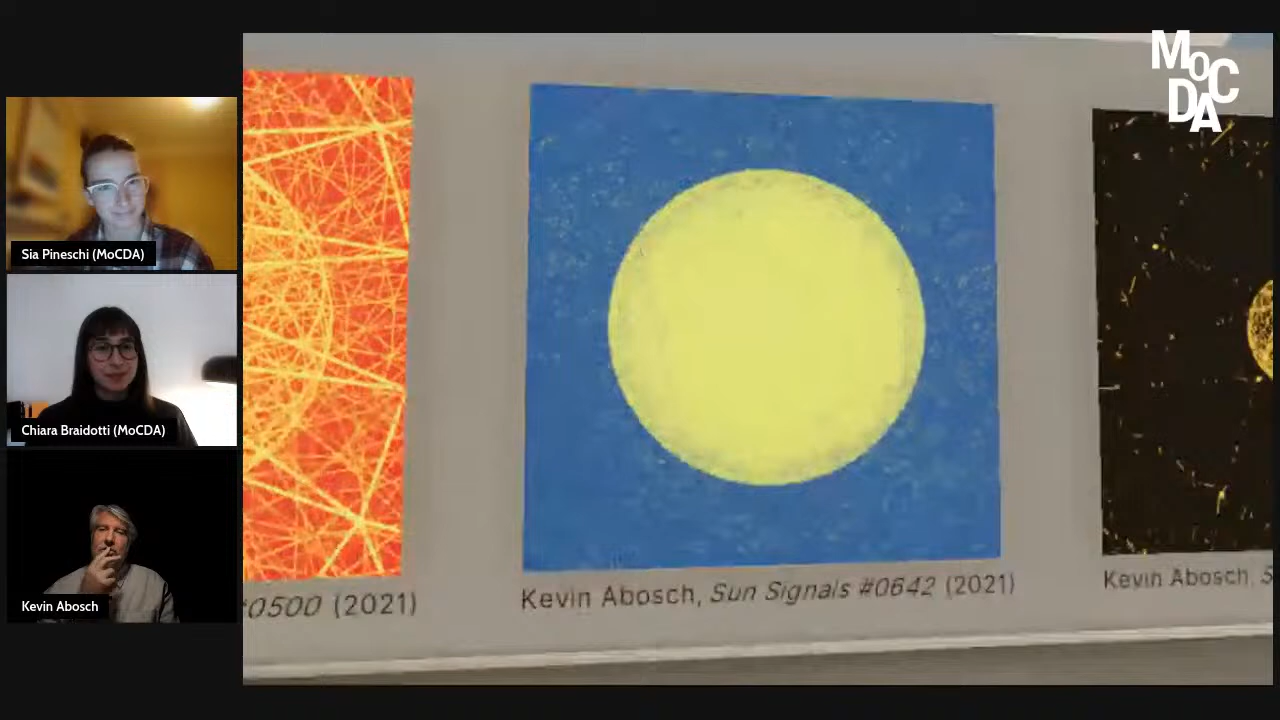 MoCDA
Sia Pineschi (MoCDA)
Chiara Braidotti (MoCDA)
Kevin Abosch
#0500 (2021)
Kevin Abosch, Sun Signals #0642 (2021)
Kevin Abosch, S